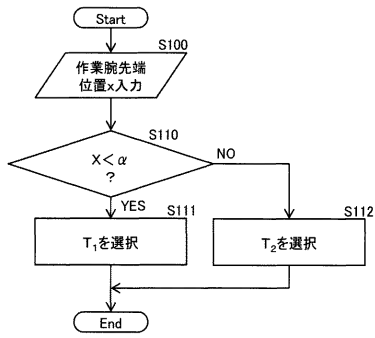 Start
S100
作業腕先端
位置x入力
S110
X<α
?
NO
YES
S111
S112
T₁を選択
T₂を選択
End